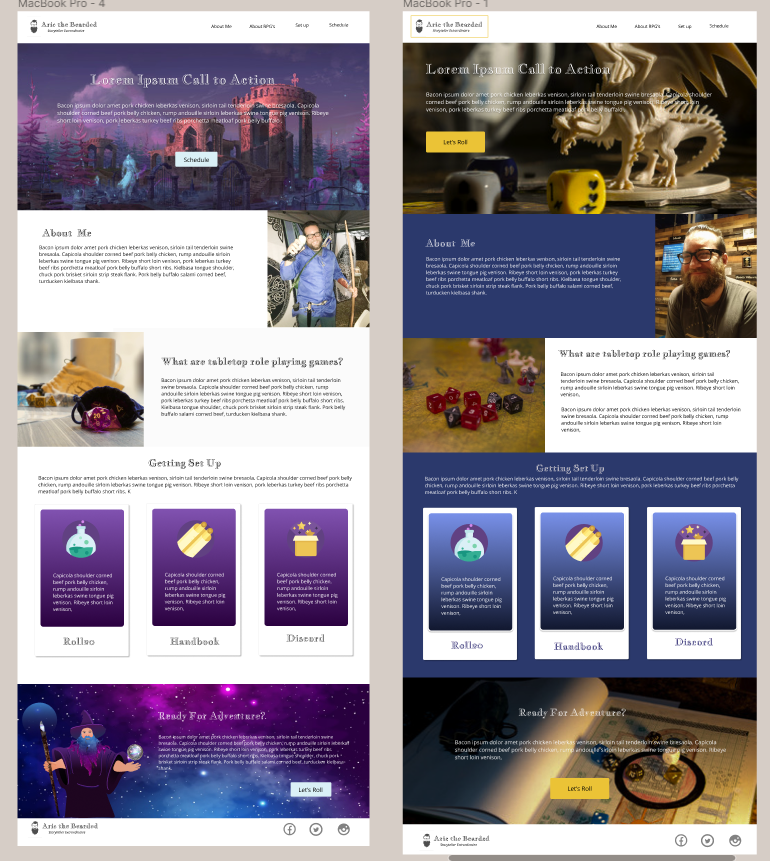 MacBook Pro - 4
Aric the Bearded
Storyteller Extraordinaire
About Me
About RPG's
Set up
Schedule
Lorem Ipsum Call to Action
Bacon ipsum dolor amet pork chicken leberkas venison, sirloin tail tenderloin swine bresaola. Capicola
shoulder corned beef pork belly chicken, rump andouille sirloin leberkas swine tongue pig venison. Ribeye
short loin venison, pork leberkas turkey beef ribs porchetta meatloaf pork belly buffalo.
Schedule
About Me
Bacon ipsum dolor amet pork chicken leberkas venison, sirloin tail tenderloin swine
bresaola. Capicola shoulder corned beef pork belly chicken, rump andouille sirloin
leberkas swine tongue pig venison. Ribeye short loin venison, pork leberkas turkey
beef ribs porchetta meatloaf pork belly buffalo short ribs. Kielbasa tongue shoulder,
chuck pork brisket sirloin strip steak flank. Pork belly buffalo salami corned beef,
turducken kielbasa shank.
What are tabletop role playing games?
Bacon ipsum dolor amet pork chicken leberkas venison, sirloin tail tenderloin
swine bresaola. Capicola shoulder corned beef pork belly chicken, rump
andouille sirloin leberkas swine tongue pig venison. Ribeye short loin venison,
pork leberkas turkey beef ribs porchetta meatloaf pork belly buffalo short ribs.
Kielbasa tongue shoulder, chuck pork brisket sirloin strip steak flank. Pork belly
buffalo salami corned beef, turducken kielbasa shank.
Getting Set Up
Bacon ipsum dolor amet pork chicken leberkas venison, sirloin tail tenderloin swine bresaola. Capicola shoulder corned beef pork belly
chicken, rump andouille sirloin leberkas swine tongue pig venison. Ribeye short loin venison, pork leberkas turkey beef ribs porchetta
meatloaf pork belly buffalo short ribs. K
Capicola shoulder corned
beef pork belly chicken,
rump andouille sirloin
leberkas swine tongue pig
venison. Ribeye short loin
venison,
Roll20
Capicola shoulder corned
beef pork belly chicken,
rump andouille sirloin
leberkas swine tongue pig
venison. Ribeye short loin
venison,
Handbook
Capicola shoulder corned
beef pork belly chicken,
rump andouille sirloin
leberkas swine tongue pig
venison. Ribeye short loin
venison,
Discord
Ready For Adventure?
Bacon ipsum dolor amet pork chicken leberkas venison, sirloin tail tenderloin swine
bresaola. Capicola shoulder corned beef pork belly chicken, rump andouille sirloin leberkas
swine tongue pig venison. Ribeye short loin venison, pork leberkas turkey beef ribs
porchetta meatloaf pork belly buffalo short ribs. Kielbasa tongue shoulder, chuck pork
brisket sirloin strip steak flank. Pork belly buffalo salami corned beef, turducken kielbasa
shank.
Let's Roll
Aric the Bearded
Storyteller Extraordinaire
MacBook Pro - 1
Aric the Bearded
Storyteller Extraordinaire
About Me
About RPG's
Set up
Schedule
Lorem Ipsum Call to Action
Bacon ipsum dolor amet pork chicken leberkas venison, sirloin tail tenderloin swine bresaola. Capicola shoulder
corned beef pork belly chicken, rump andouille sirloin leberkas swine tongue pig venison. Ribeye short loin
venison, pork leberkas turkey beef ribs porchetta meatloaf pork belly buffalo.
Let's Roll
About Me
Bacon ipsum dolor amet pork chicken leberkas venison, sirloin tail tenderloin swine
bresaola. Capicola shoulder corned beef pork belly chicken, rump andouille sirloin
leberkas swine tongue pig venison. Ribeye short loin venison, pork leberkas turkey
beef ribs porchetta meatloaf pork belly buffalo short ribs. Kielbasa tongue shoulder,
chuck pork brisket sirloin strip steak flank. Pork belly buffalo salami corned beef,
turducken kielbasa shank.
What are tabletop role playing games?
Bacon ipsum dolor amet pork chicken leberkas venison, sirloin tail
tenderloin swine bresaola. Capicola shoulder corned beef pork belly
chicken, rump andouille sirloin leberkas swine tongue pig venison.
Ribeye short loin
venison,
Bacon ipsum dolor amet pork chicken leberkas venison, sirloin tail
tenderloin swine bresaola. Capicola shoulder corned beef pork belly chicken, rump
andouille sirloin leberkas swine tongue pig venison. Ribeye short loin
venison,
Getting Set Up
Bacon ipsum dolor amet pork chicken leberkas venison, sirloin tail tenderloin swine bresaola. Capicola shoulder corned beef pork belly
chicken, rump andouille sirloin leberkas swine tongue pig venison. Ribeye short loin venison, pork leberkas turkey beef ribs porchetta
meatloaf pork belly buffalo short ribs. K
Capicola shoulder corned
beef pork belly chicken,
rump andouille sirloin
leberkas swine tongue pig
venison. Ribeye short loin
venison,
Roll20
Capicola shoulder corned
beef pork belly chicken,
rump andouille sirloin
leberkas swine tongue pig
venison. Ribeye short loin
venison,
Handbook
Capicola shoulder corned
beef pork belly chicken,
rump andouille sirloin
leberkas swine tongue pig
venison. Ribeye short loin
venison,
Discord
Ready For Adventure?
Bacon ipsum dolor amet pork chicken leberkas venison, sirloin tail tenderloin swine bresaola. Capicola
shoulder corned beef pork belly chicken, rump andouille sirloin leberkas swine tongue pig venison. Ribeye
short loin venison,
Let's Roll
Aric the Bearded
Storyteller Extraordinaire